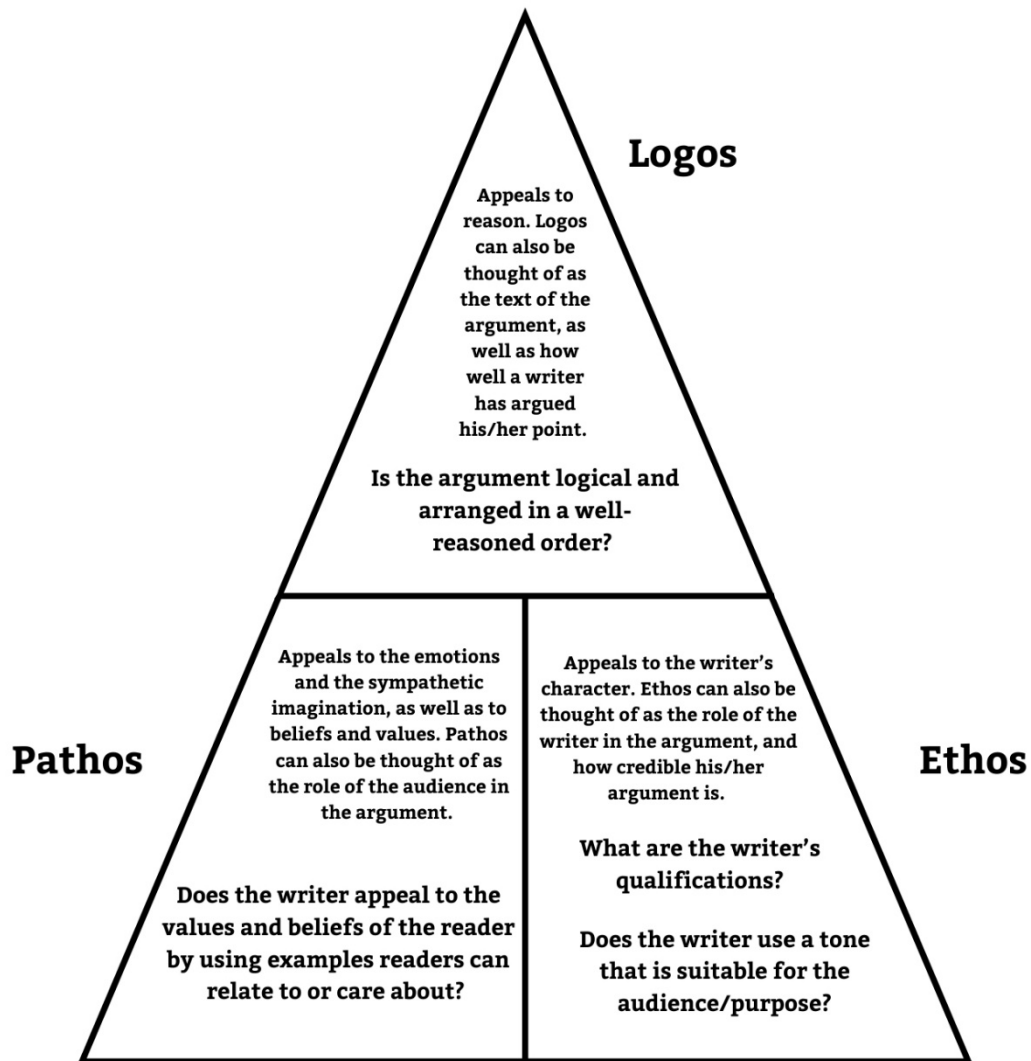 Logos
Appeals to
reason. Logos
can also be
thought of as
the text of the
argument, as
well as how
well a writer
has argued
his/her point.
Is the argument logical and
arranged in a well-
reasoned order?
Pathos
Appeals to the emotions
and the sympathetic
imagination, as well as to
beliefs and values. Pathos
can also be thought of as
the role of the audience in
the argument.
Does the writer appeal to the
values and beliefs of the reader
by using examples readers can
relate to or care about?
Ethos
Appeals to the writer’s
character. Ethos can also be
thought of as the role of the
writer in the argument, and
how credible his/her
argument is.
What are the writer’s
qualifications?
Does the writer use a tone
that is suitable for the
audience/purpose?